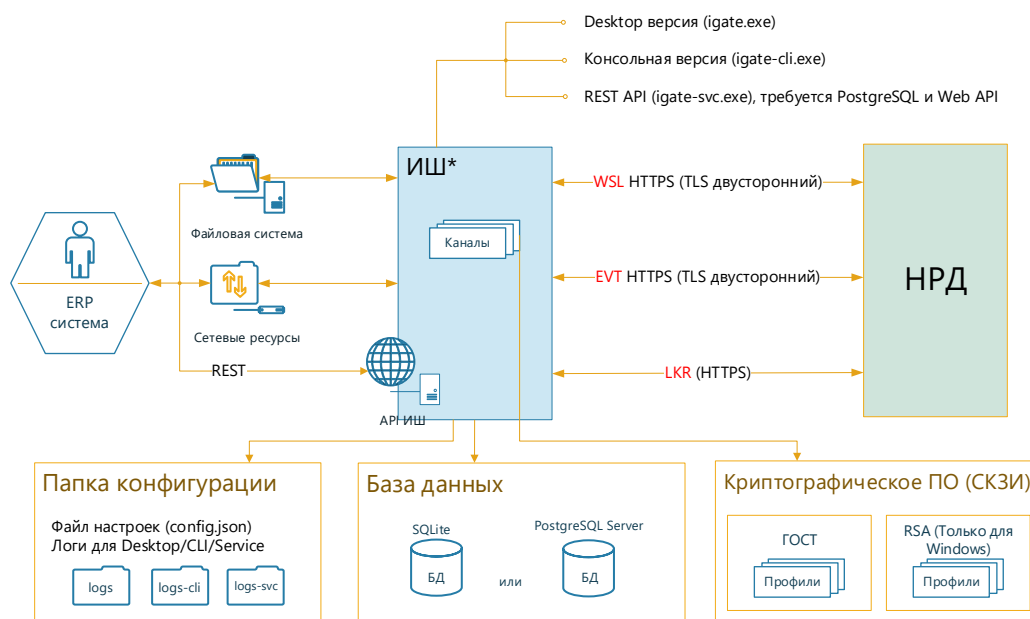 Desktop версия (igate.exe)
Консольная версия (igate-cli.exe)
REST API (igate-svc.exe), требуется PostgreSQL и Web API
ИШ*
Каналы
Файловая система
Сетевые ресурсы
ERP
система
REST
API ИШ
WSL HTTPS (TLS двусторонний)
EVT HTTPS (TLS двусторонний)
LKR (HTTPS)
НРД
Папка конфигурации
Файл настроек (config.json)
Логи для Desktop/CLI/Service
logs
logs-cli
logs-svc
База данных
SQLite
БД
или
PostgreSQL Server
БД
Криптографическое ПО (СКЗИ)
ГОСТ
Профили
RSA (Только для
Windows)
Профили